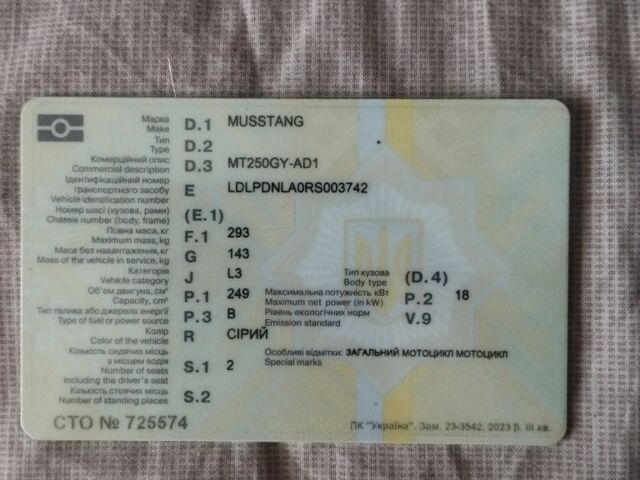 Марка
Make D.1 MUSSTANG
Тип
Type D.2
Комерційний опис
Commercial description D.3 MT250GY-AD1
Ідентифікаційний номер
транспортного засобу E LDLPDNLA0RS003742
Vehicle identification number
Номер шасі (кузова, рами) (E.1)
Chassis number (body, frame)
Повна маса, кг F.1 293
Maximum mass, kg
Маса без навантаження, кг G 143
Mass of the vehicle in service, kg
Категорія J L3 Тип кузова (D.4)
Vehicle category Body type
Об'єм двигуна, см³ P.1 249 Максимальна потужність кВт P.2 18
Capacity, cm³ Maximum net power (in kW)
Тип палива або джерела енергії P.3 B Рівень екологічних норм V.9
Type of fuel or power source Emission standard
Колір R СІРИЙ
Color of the vehicle
Кількість сидячих місць
з місцем водія S.1 2 Особливі відмітки: ЗАГАЛЬНИЙ МОТОЦИКЛ МОТОЦИКЛ
Number of seats Special marks
including the driver's seat
Кількість стоячих місць S.2
Number of standing places
СТО № 725574 ПК "Україна". Зам. 23-3542. 2023 р. III кв.